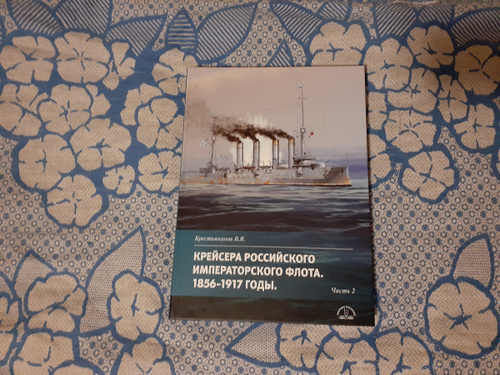 Крестьянинов В.Я.
КРЕЙСЕРА РОССИЙСКОГО
ИМПЕРАТОРСКОГО ФЛОТА.
1856-1917 ГОДЫ.
Часть 2